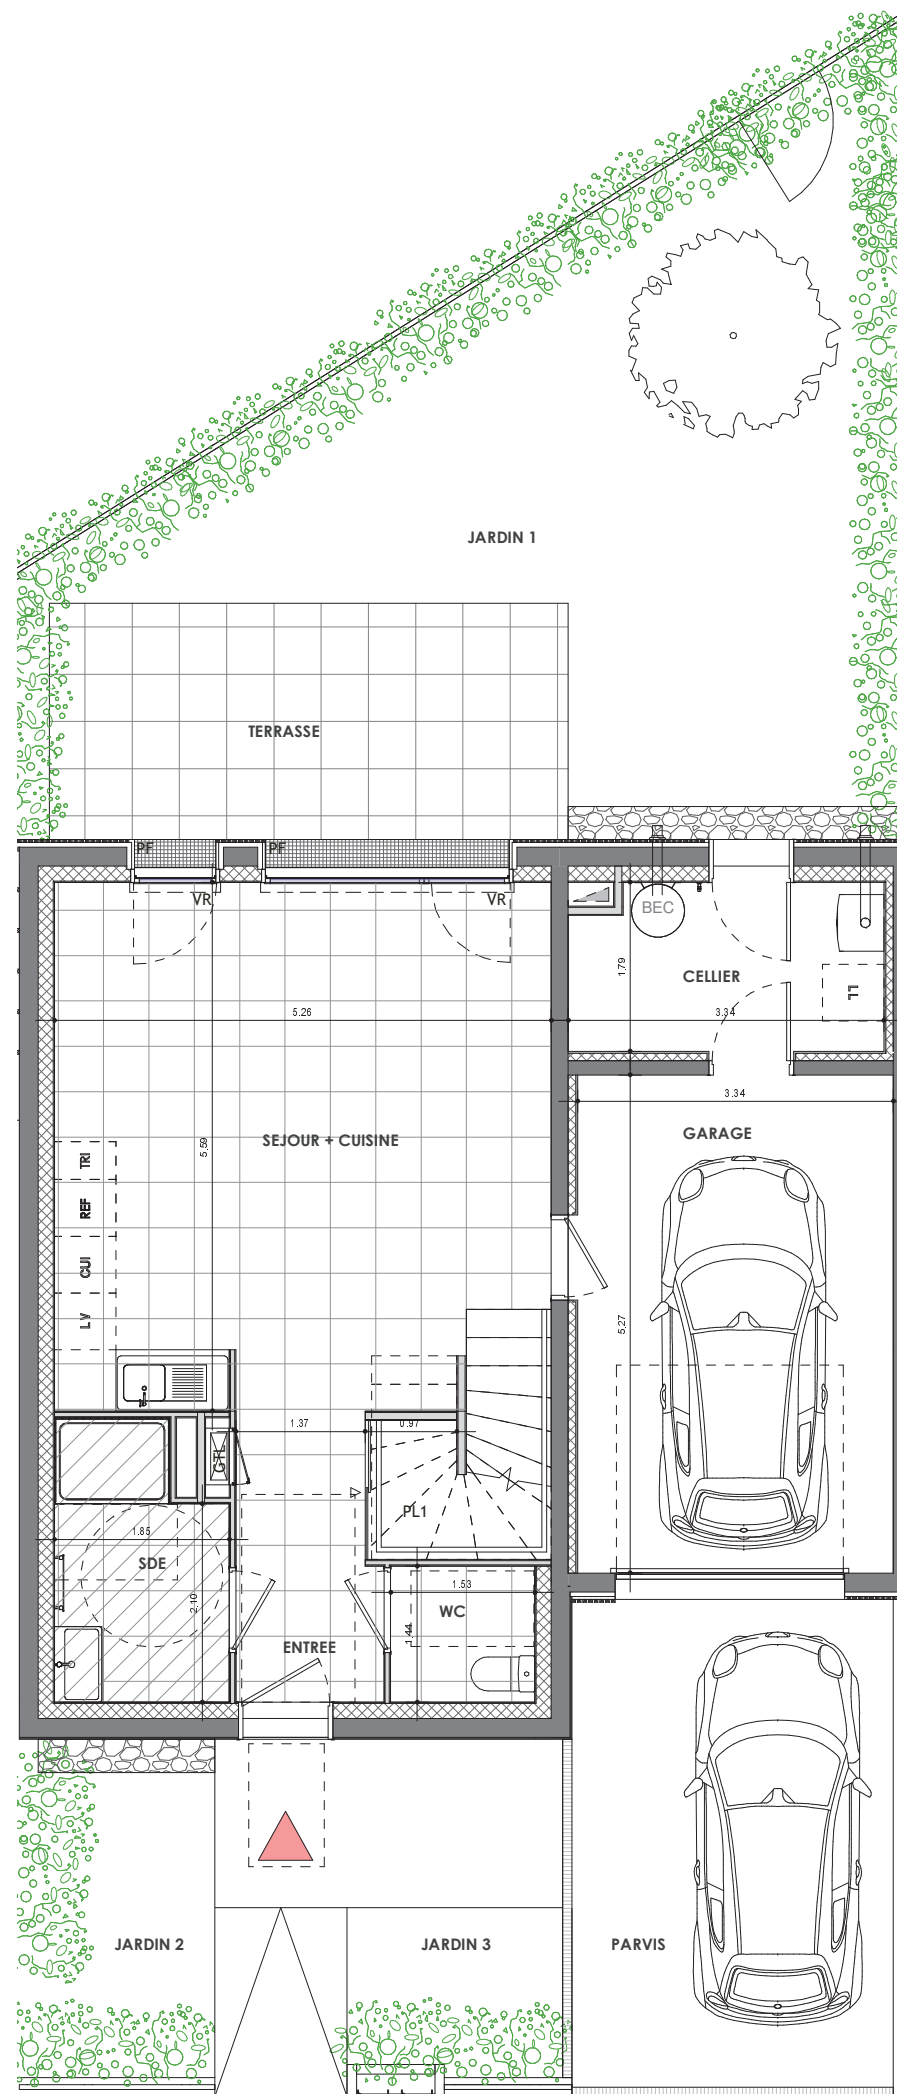 JARDIN 1
TERRASSE
PF
PF
VR
VR
BEC
1.79
CELLIER
LL
5.26
3.34
3.34
GARAGE
SEJOUR + CUISINE
5.59
TRI
REF
CUI
LV
5.27
1.37
0.97
GTL
PL1
1.85
SDE
2.10
1.53
WC
1.44
ENTREE
JARDIN 2
JARDIN 3
PARVIS